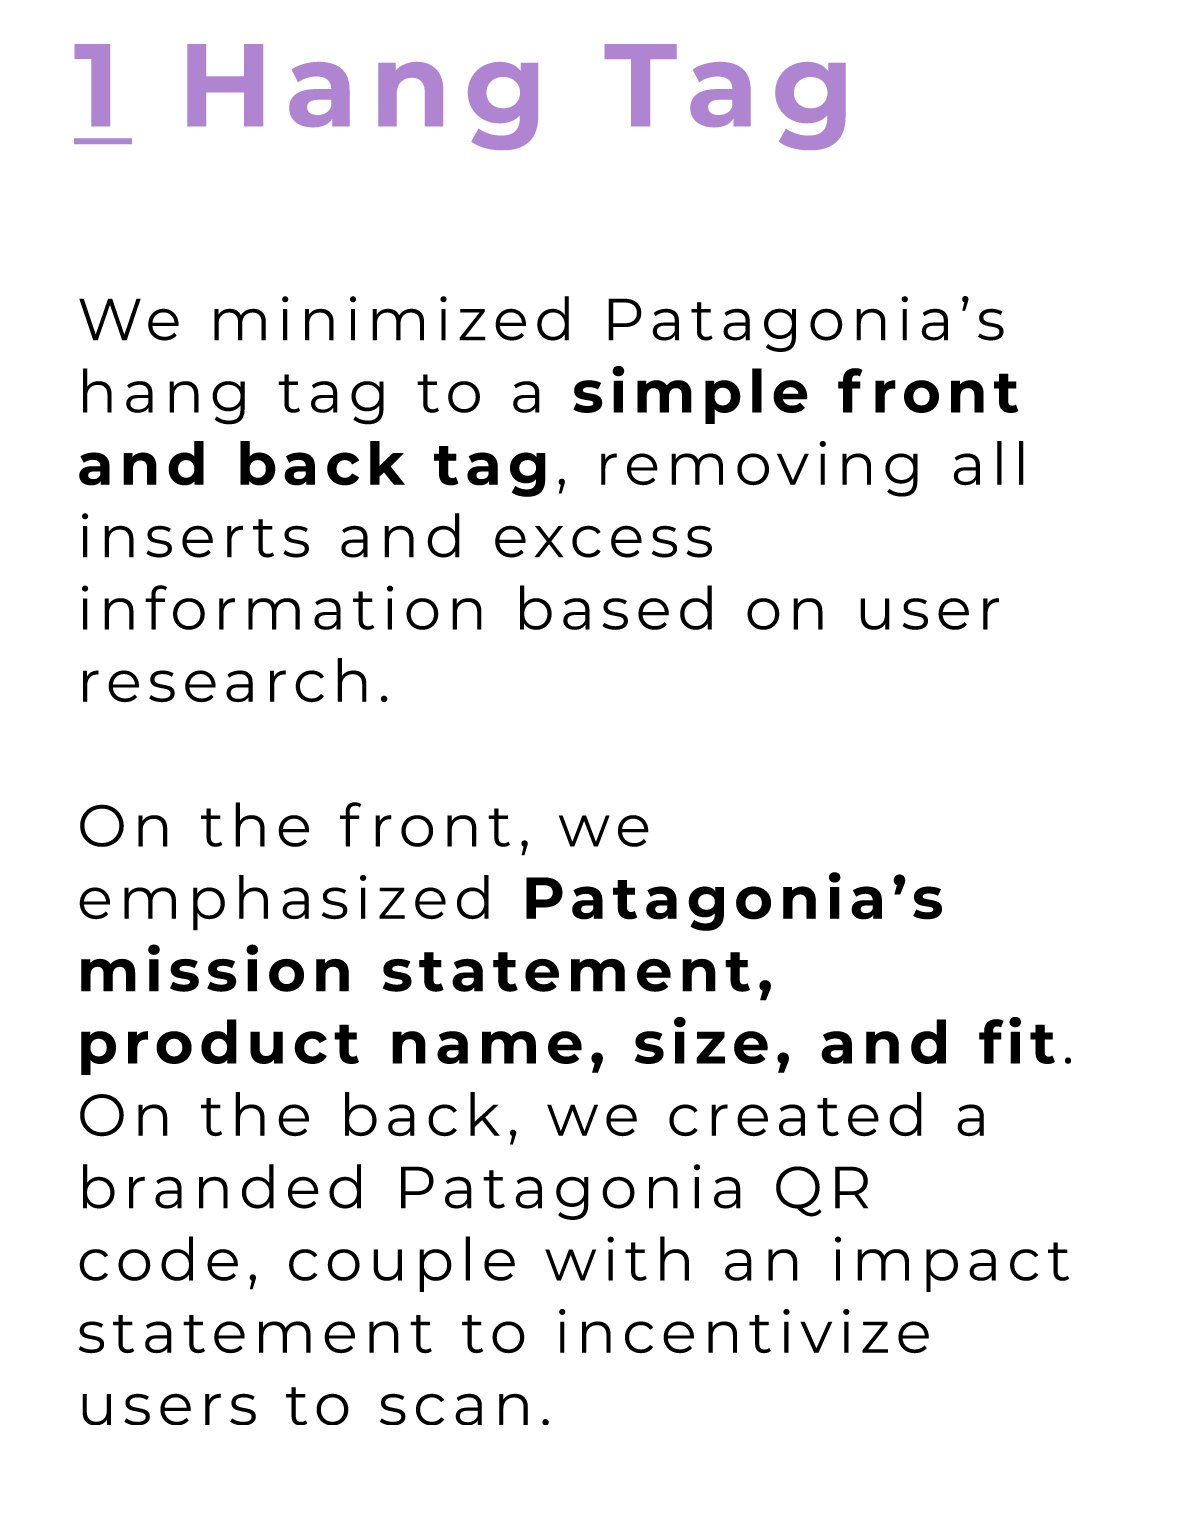 1 Hang Tag
We minimized Patagonia’s
hang tag to a simple front
and back tag, removing all
inserts and excess
information based on user
research.
On the front, we
emphasized Patagonia’s
mission statement,
product name, size, and fit.
On the back, we created a
branded Patagonia QR
code, couple with an impact
statement to incentivize
users to scan.